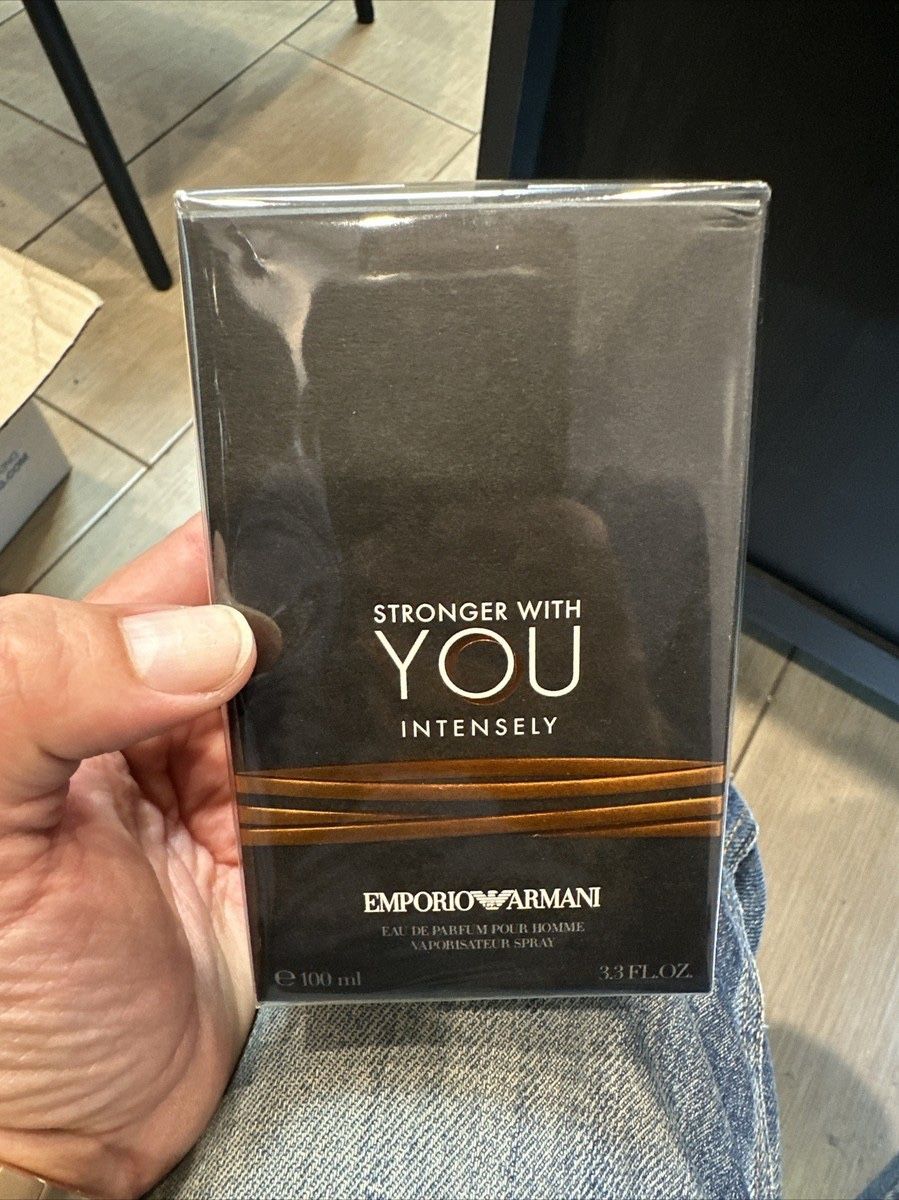 STRONGER WITH
YOU
INTENSELY
EMPORIO ARMANI
EAU DE PARFUM POUR HOMME
VAPORISATEUR SPRAY
℮ 100 ml
3.3 FL.OZ.